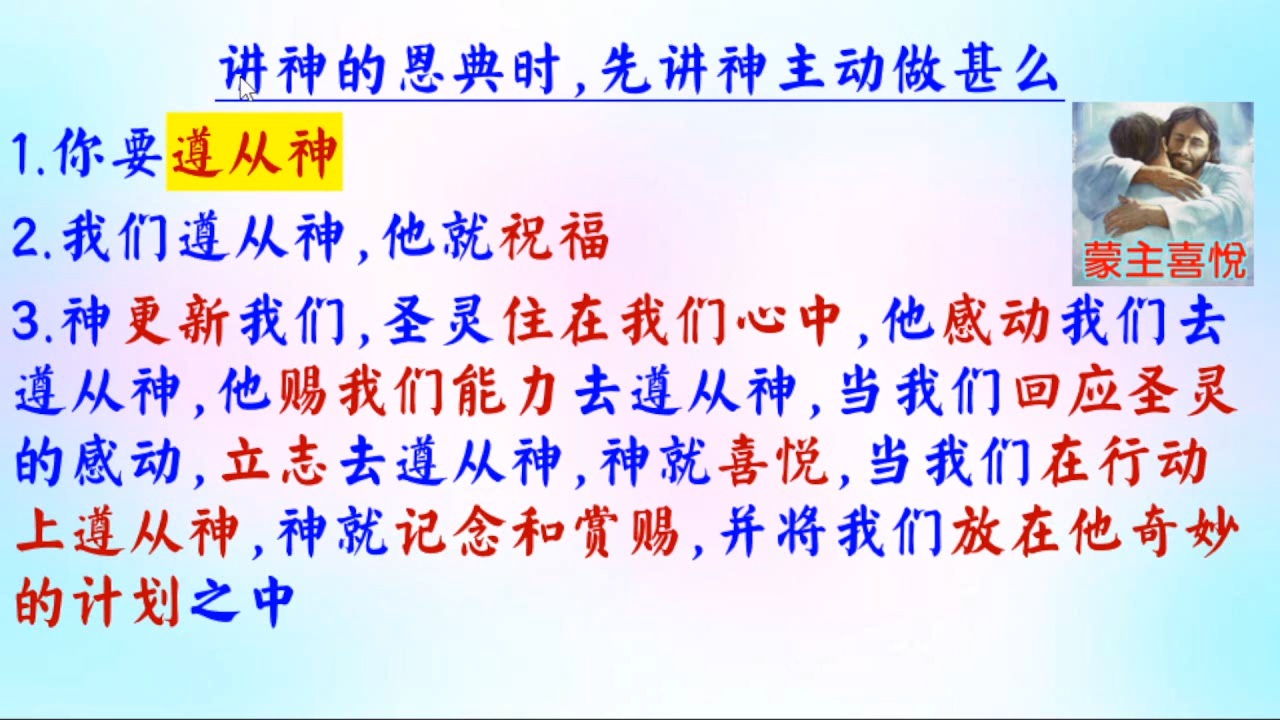 讲神的恩典时,先讲神主动做甚么
1.你要遵从神
2.我们遵从神,他就祝福
蒙主喜悅
3.神更新我们,圣灵住在我们心中,他感动我们去
遵从神,他赐我们能力去遵从神,当我们回应圣灵
的感动,立志去遵从神,神就喜悦,当我们在行动
上遵从神,神就记念和赏赐,并将我们放在他奇妙
的计划之中